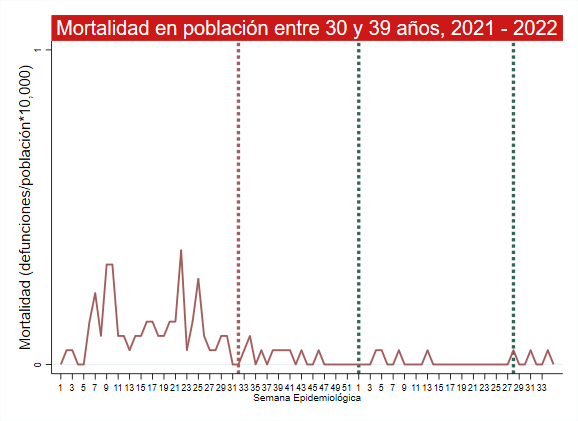 Mortalidad en población entre 30 y 39 años, 2021 - 2022
Mortalidad (defunciones/población*10,000)
1
0
1 3 5 7 9 11 13 15 17 19 21 23 25 27 29 31 33 35 37 39 41 43 45 47 49 51 1 3 5 7 9 11 13 15 17 19 21 23 25 27 29 31 33
Semana Epidemiológica